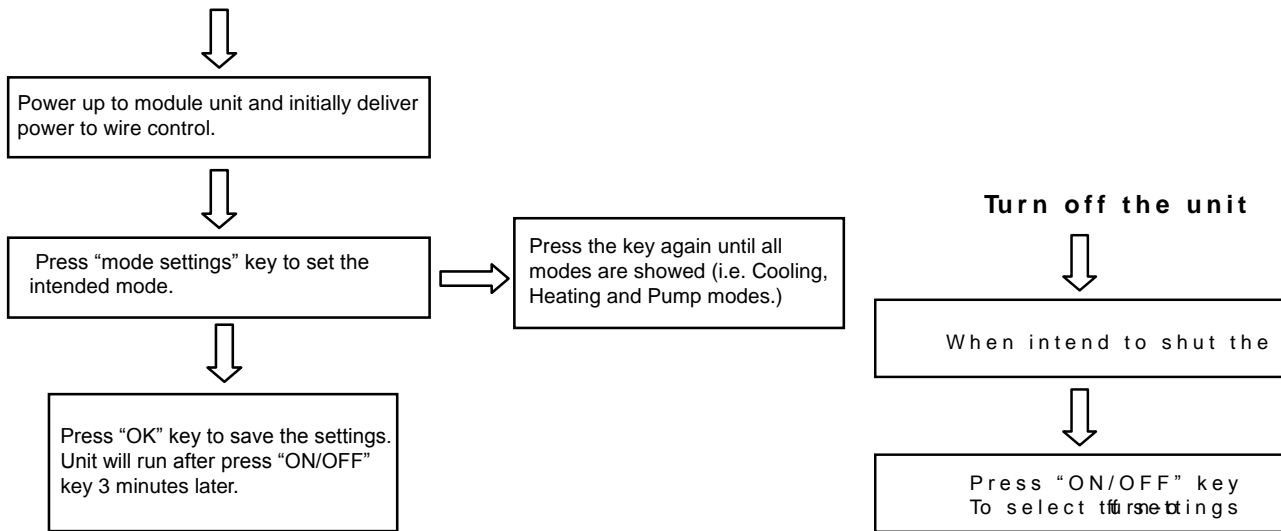 Power up to module unit and initially deliver
power to wire control.
Press “mode settings” key to set the
intended mode.
Press the key again until all
modes are showed (i.e. Cooling,
Heating and Pump modes.)
Press “OK” key to save the settings.
Unit will run after press “ON/OFF”
key 3 minutes later.
Turn off the unit
When intend to shut the
Press “ON/OFF” key
To select